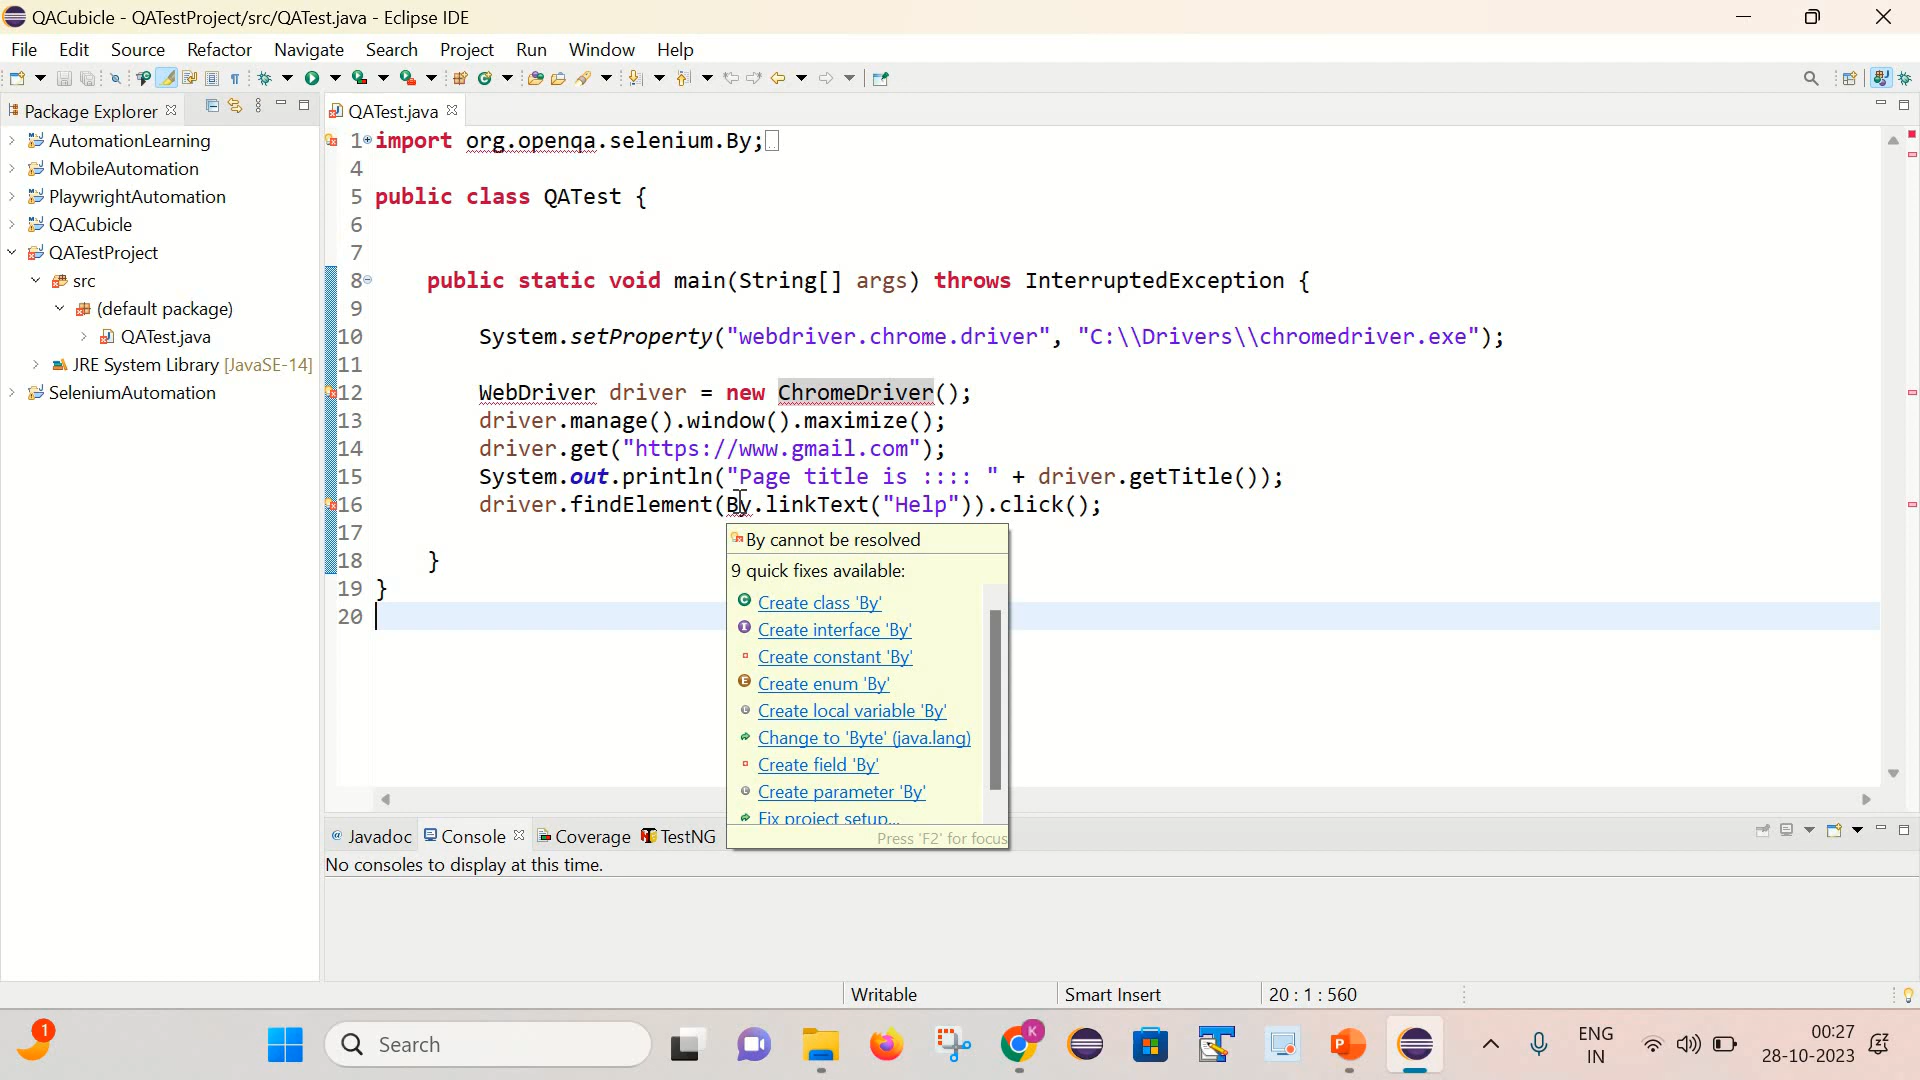 QACubicle - QATestProject/src/QATest.java - Eclipse IDE
File Edit Source Refactor Navigate Search Project Run Window Help
Package Explorer
AutomationLearning
MobileAutomation
PlaywrightAutomation
QACubicle
QATestProject
src
(default package)
QATest.java
JRE System Library [JavaSE-14]
SeleniumAutomation
QATest.java
1 import org.openqa.selenium.By;
4
5 public class QATest {
6
7
8 public static void main(String[] args) throws InterruptedException {
9
10 System.setProperty("webdriver.chrome.driver", "C:\\Drivers\\chromedriver.exe");
11
12 WebDriver driver = new ChromeDriver();
13 driver.manage().window().maximize();
14 driver.get("https://www.gmail.com");
15 System.out.println("Page title is :::: " + driver.getTitle());
16 driver.findElement(By.linkText("Help")).click();
17
18 }
19 }
20
By cannot be resolved
9 quick fixes available:
Create class 'By'
Create interface 'By'
Create constant 'By'
Create enum 'By'
Create local variable 'By'
Change to 'Byte' (java.lang)
Create field 'By'
Create parameter 'By'
Fix project setup...
Press 'F2' for focus
Javadoc Console Coverage TestNG
No consoles to display at this time.
Writable Smart Insert 20 : 1 : 560
1
Search
K
ENG
IN
00:27
28-10-2023